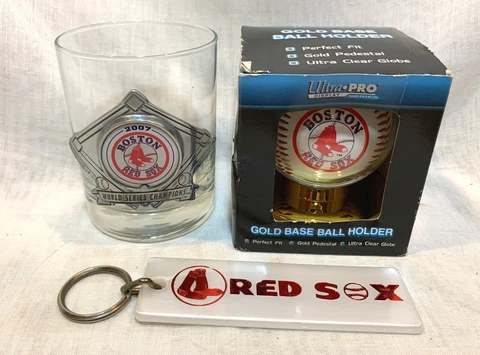 2007
BOSTON
RED SOX
WORLD SERIES CHAMPIONS
GOLD BASE
BALL HOLDER
Perfect Fit
Gold Pedestal
Ultra Clear Globe
Ultra•PRO
DISPLAY
BOSTON
RED SOX
GOLD BASE BALL HOLDER
Perfect Fit Gold Pedestal Ultra Clear Globe
RED SOX